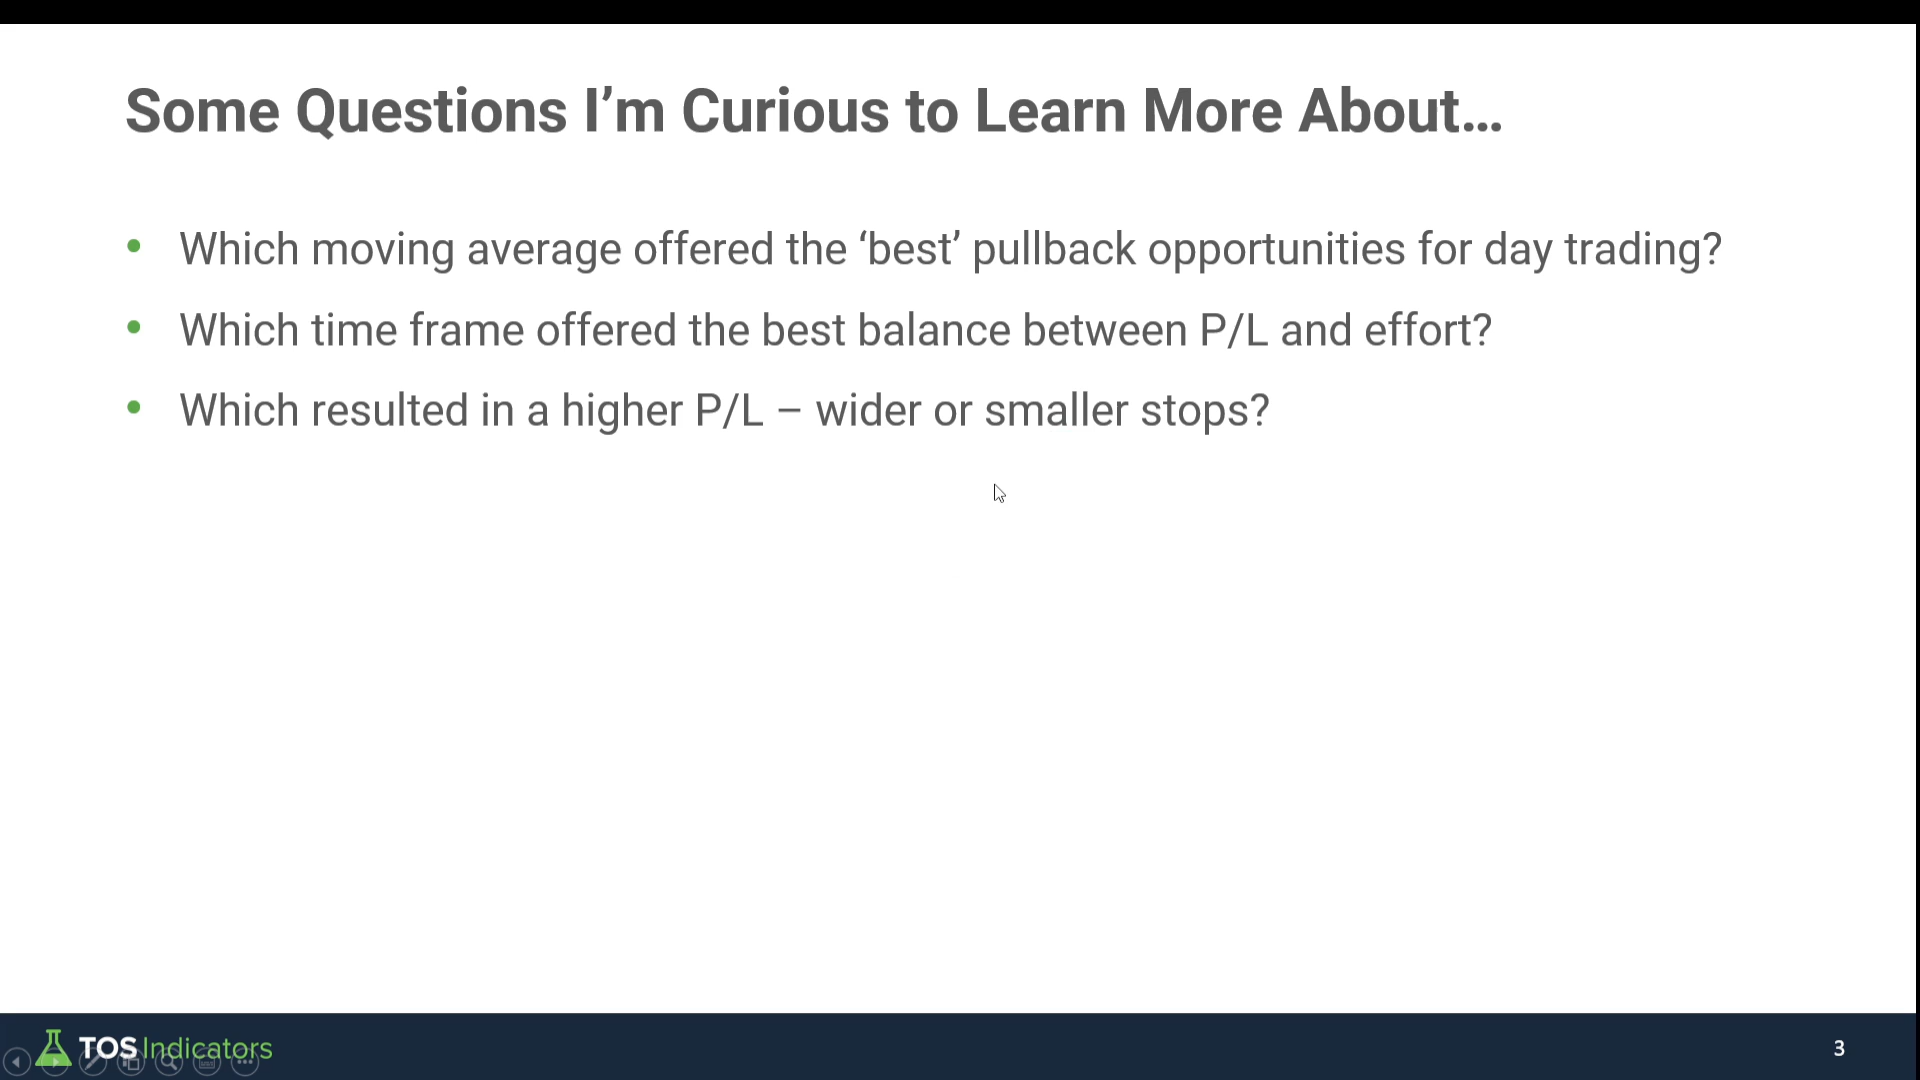 Some Questions I’m Curious to Learn More About…
• Which moving average offered the ‘best’ pullback opportunities for day trading?
• Which time frame offered the best balance between P/L and effort?
• Which resulted in a higher P/L – wider or smaller stops?
TOS Indicators
3